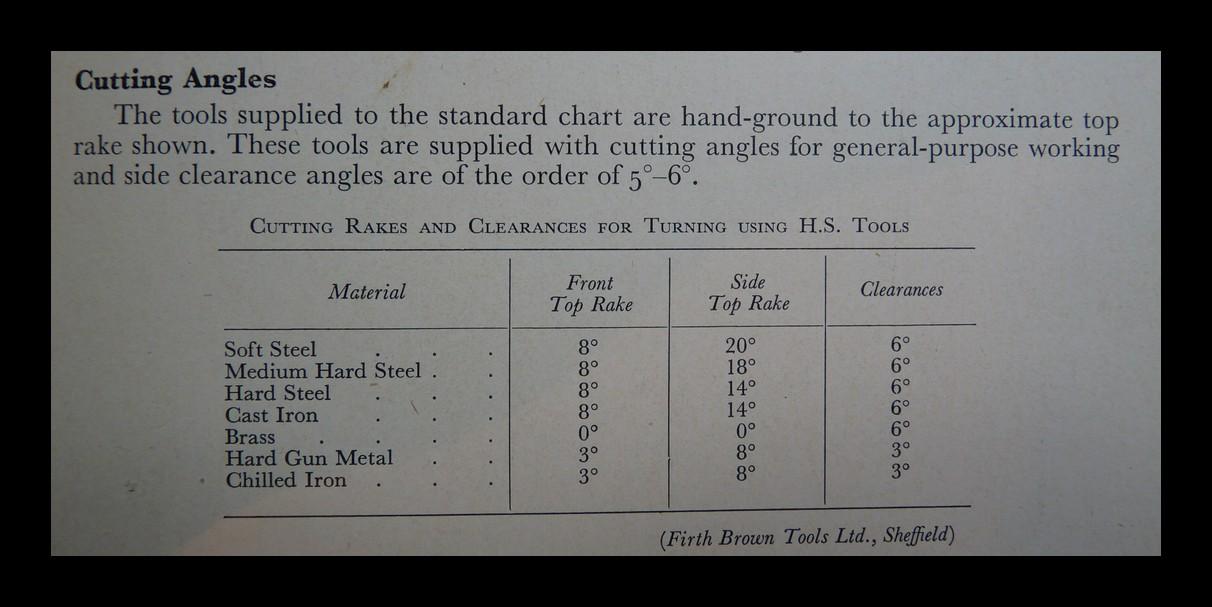 Cutting Angles
The tools supplied to the standard chart are hand-ground to the approximate top
rake shown. These tools are supplied with cutting angles for general-purpose working
and side clearance angles are of the order of 5°–6°.
CUTTING RAKES AND CLEARANCES FOR TURNING USING H.S. TOOLS
Material Front Top Rake Side Top Rake Clearances
Soft Steel . . . 8° 20° 6°
Medium Hard Steel . . 8° 18° 6°
Hard Steel . . . 8° 14° 6°
Cast Iron . . . 8° 14° 6°
Brass . . . . 0° 0° 6°
Hard Gun Metal . . 3° 8° 3°
Chilled Iron . . . 3° 8° 3°
(Firth Brown Tools Ltd., Sheffield)